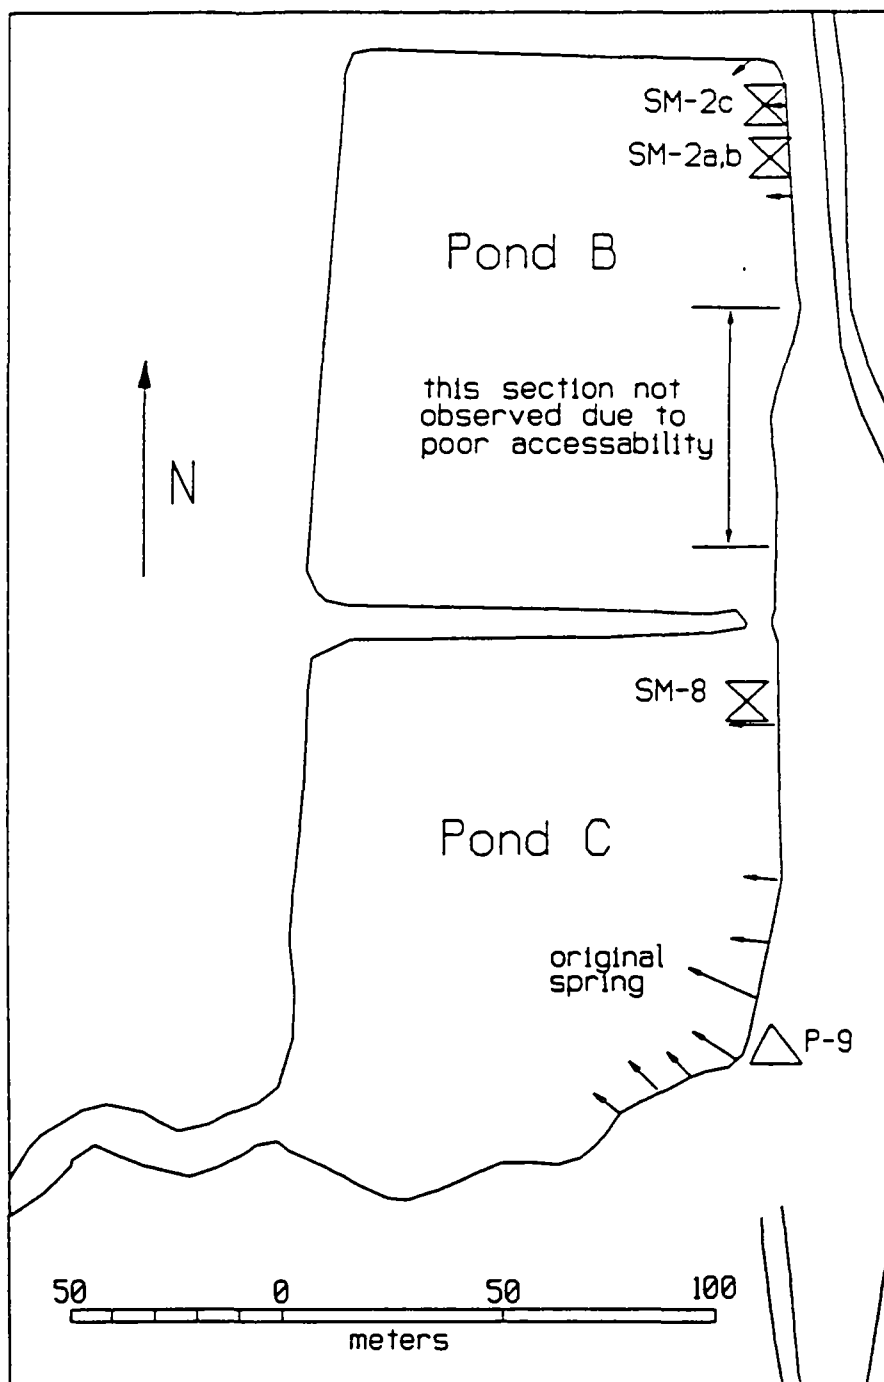 SM-2c
SM-2a,b
Pond B
this section not
observed due to
poor accessability
N
SM-8
Pond C
original
spring
P-9
50 0 50 100
meters